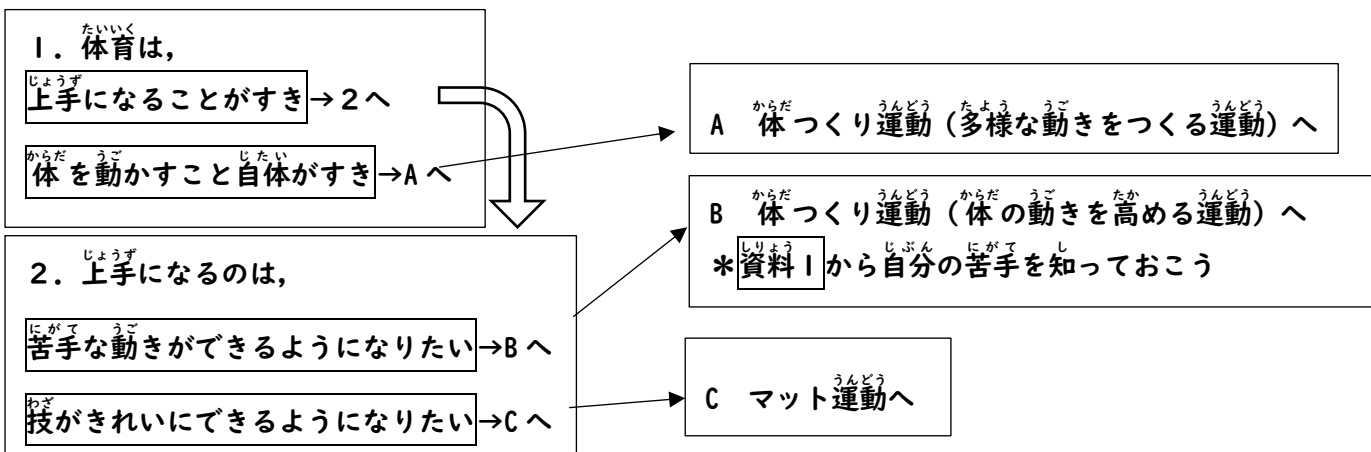 1．体育は，
上手になることがすき→2へ
体を動かすこと自体がすき→Aへ
2．上手になるのは，
苦手な動きができるようになりたい→Bへ
技がきれいにできるようになりたい→Cへ
A　体つくり運動（多様な動きをつくる運動）へ
B　体つくり運動（体の動きを高める運動）へ
＊資料1から自分の苦手を知っておこう
C　マット運動へ